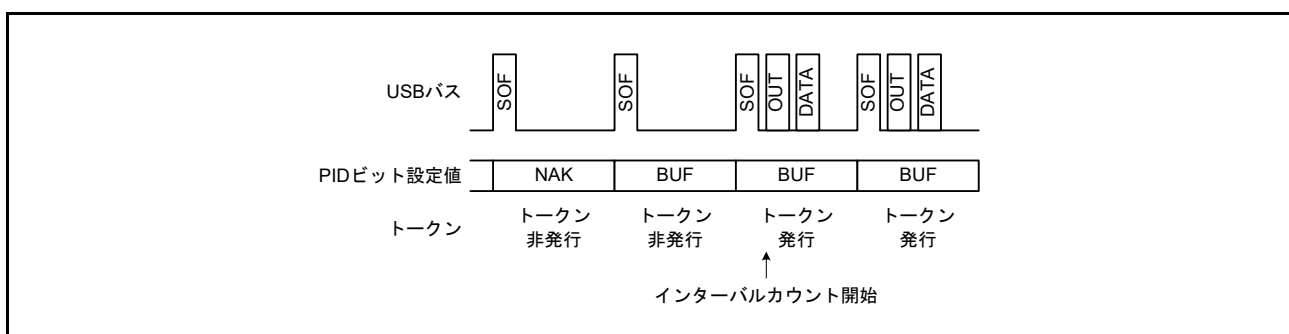 USBバス
SOF
SOF
SOF
OUT
DATA
SOF
OUT
DATA
PIDビット設定値
NAK
BUF
BUF
BUF
トークン
トークン
非発行
トークン
非発行
トークン
発行
トークン
発行
インターバルカウント開始